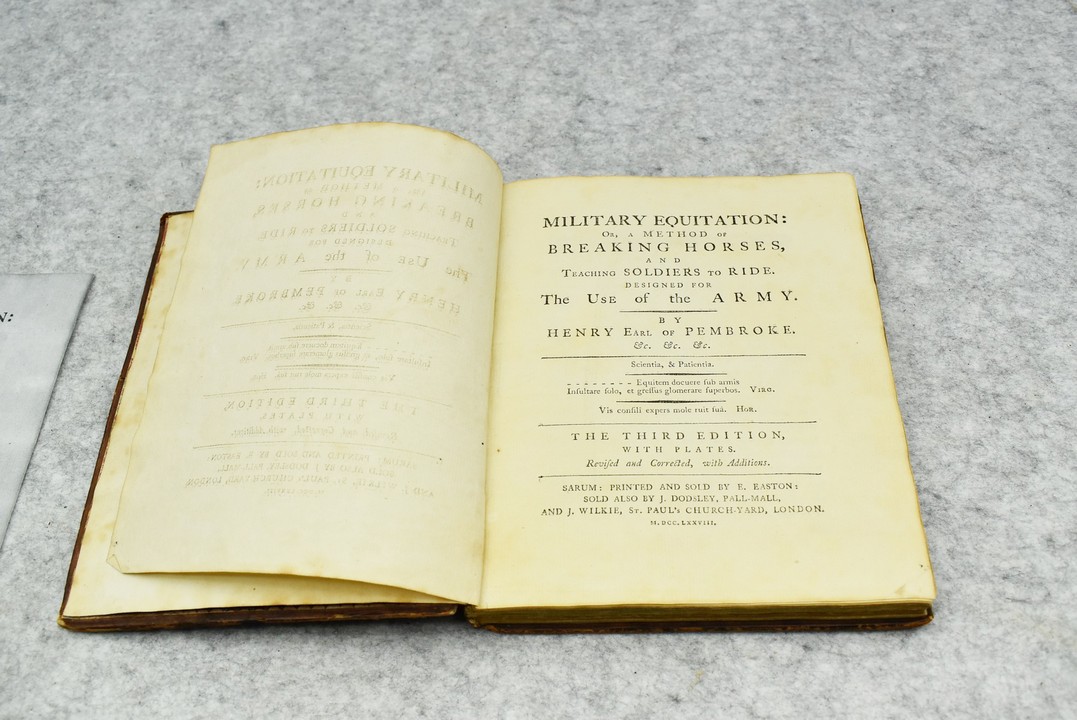 N:
MILITARY EQUITATION:
OR, A METHOD OF
BREAKING HORSES,
AND
TEACHING SOLDIERS TO RIDE.
DESIGNED FOR
The USE of the ARMY.
BY
HENRY EARL OF PEMBROKE.
&c. &c. &c.
Scientia, & Patientia.
- - - - - - - - Equitem docuere ſub armis
Inſultare ſolo, et greſſus glomerare ſuperbos. VIRG.
Vis conſili expers mole ruit ſuâ. HOR.
THE THIRD EDITION,
WITH PLATES.
Reviſed and Corrected, with Additions.
SARUM: PRINTED AND SOLD BY E. EASTON:
SOLD ALSO BY J. DODSLEY, PALL-MALL,
AND J. WILKIE, ST. PAUL's CHURCH-YARD, LONDON.
M.DCC.LXXVIII.